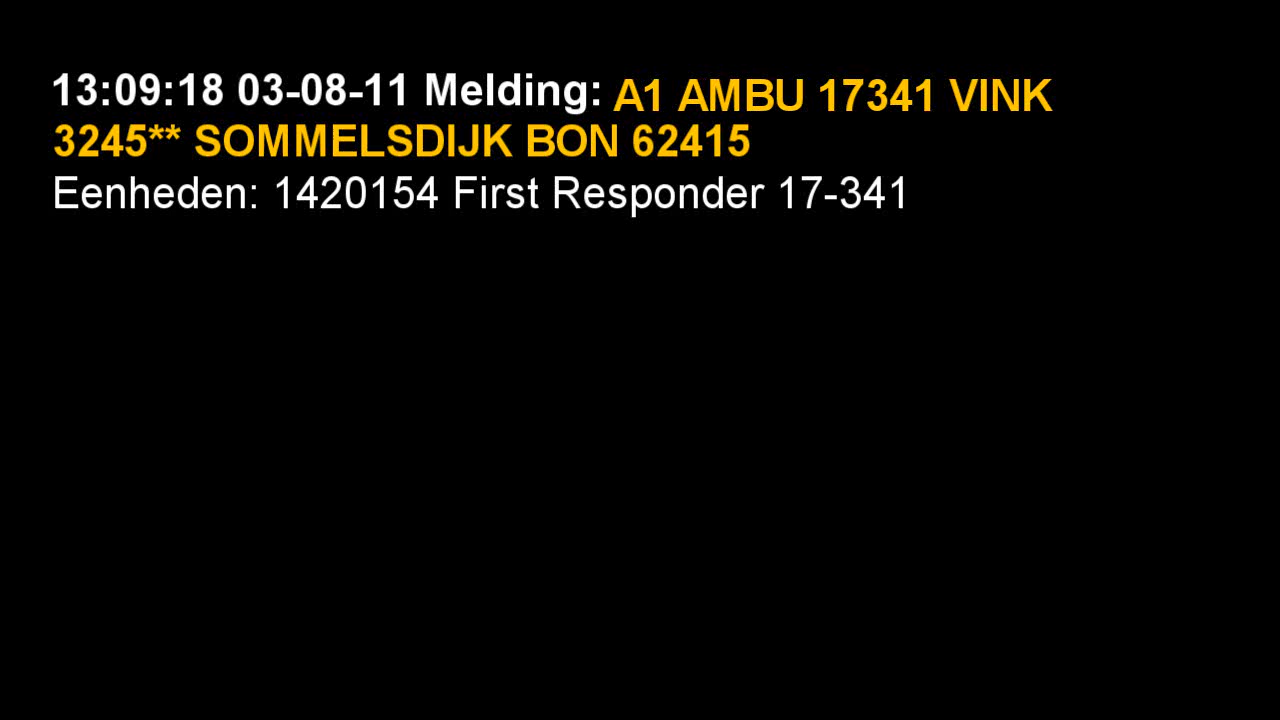 13:09:18 03-08-11 Melding: A1 AMBU 17341 VINK
3245** SOMMELSDIJK BON 62415
Eenheden: 1420154 First Responder 17-341